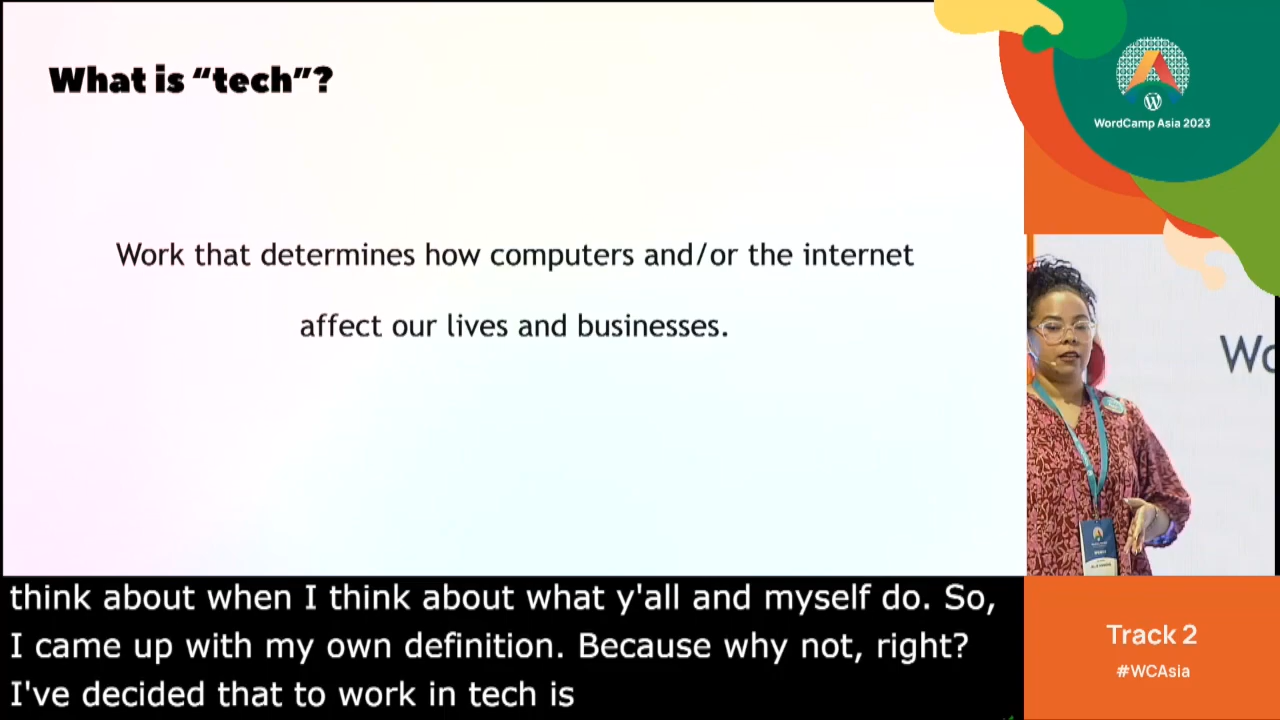 What is “tech”?
Work that determines how computers and/or the internet
affect our lives and businesses.
WordCamp Asia 2023
Wo
think about when I think about what y'all and myself do. So,
I came up with my own definition. Because why not, right?
I've decided that to work in tech is
Track 2
#WCAsia